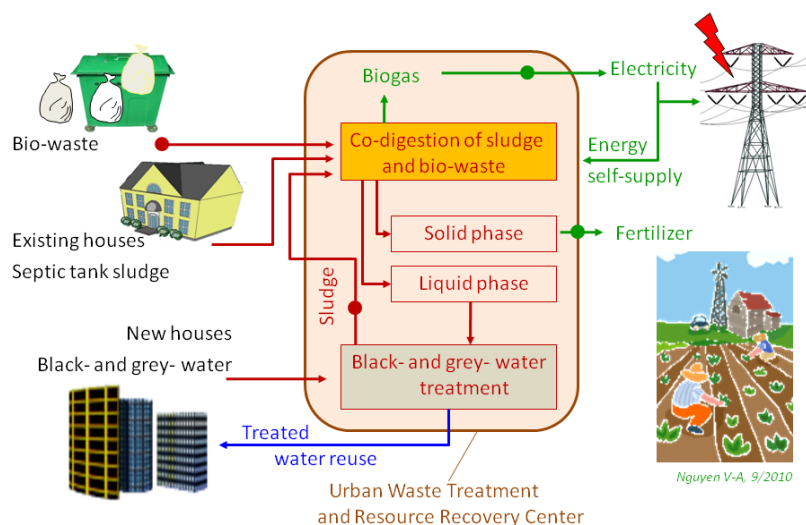 Biogas
Electricity
Bio-waste
Co-digestion of sludge
and bio-waste
Energy
self-supply
Existing houses
Septic tank sludge
Solid phase
Fertilizer
Liquid phase
Sludge
New houses
Black- and grey- water
Black- and grey- water
treatment
Treated
water reuse
Nguyen V-A, 9/2010
Urban Waste Treatment
and Resource Recovery Center